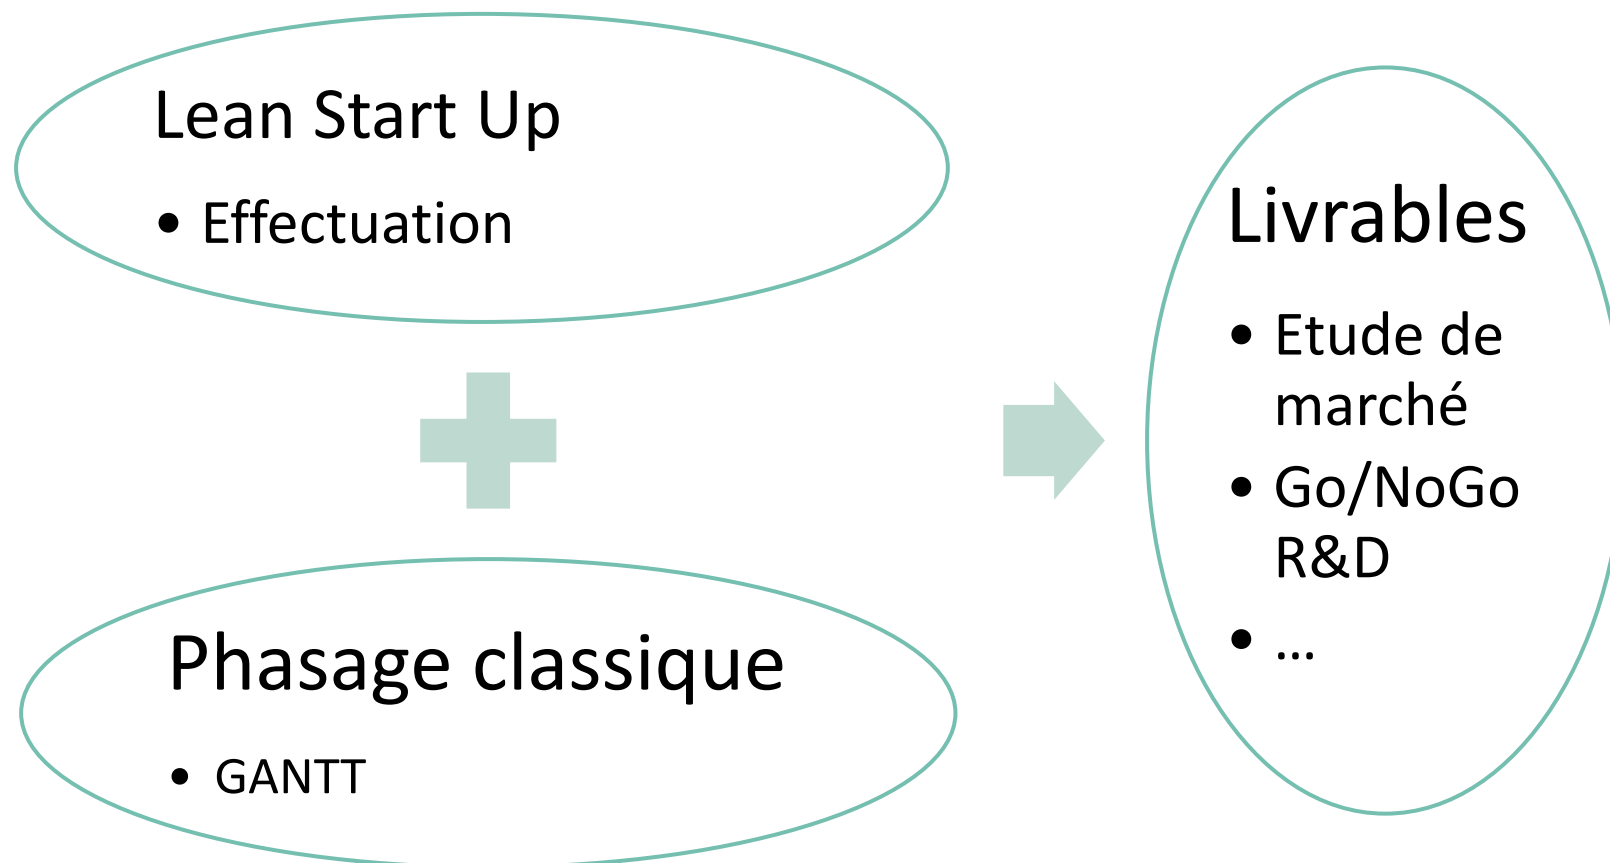 Lean Start Up
• Effectuation
Phasage classique
• GANTT
Livrables
• Etude de
marché
• Go/NoGo
R&D
• ...